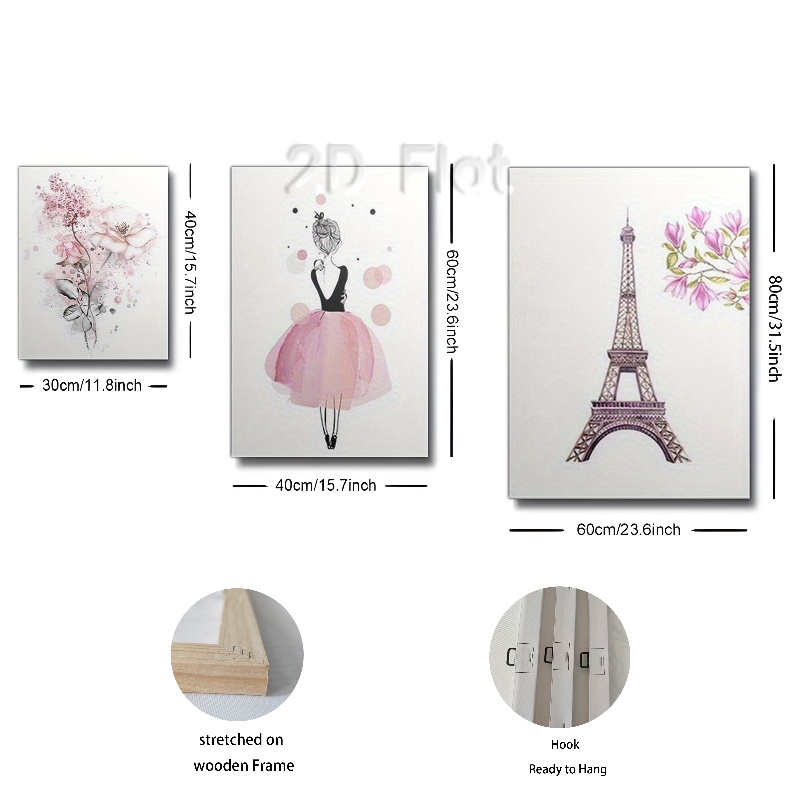 2D Flat
40cm/15.7inch
30cm/11.8inch
60cm/23.6inch
40cm/15.7inch
80cm/31.5inch
60cm/23.6inch
stretched on
wooden Frame
Hook
Ready to Hang